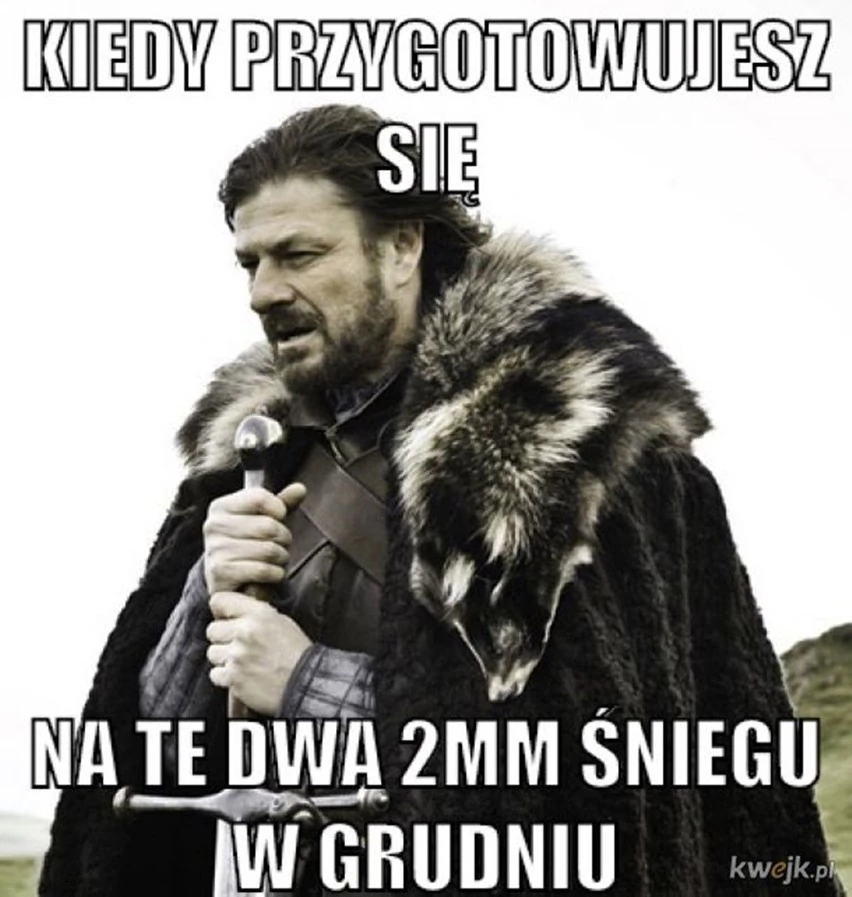 KIEDY PRZYGOTOWUJESZ
SIĘ
NA TE DWA 2MM ŚNIEGU
W GRUDNIU
kwejk.pl